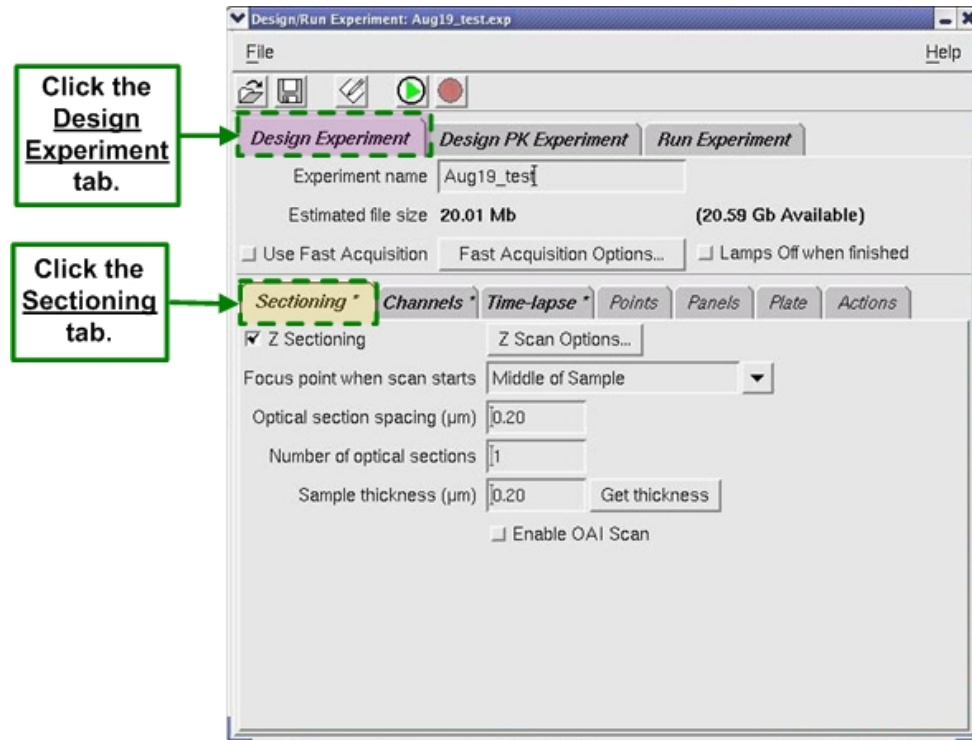 Design/Run Experiment: Aug19_test.exp
File Help
Click the
Design
Experiment
tab.
Design Experiment Design PK Experiment Run Experiment
Experiment name Aug19_test
Estimated file size 20.01 Mb (20.59 Gb Available)
Use Fast Acquisition Fast Acquisition Options... Lamps Off when finished
Click the
Sectioning
tab.
Sectioning * Channels * Time-lapse * Points Panels Plate Actions
Z Sectioning Z Scan Options...
Focus point when scan starts Middle of Sample
Optical section spacing (µm) 0.20
Number of optical sections 1
Sample thickness (µm) 0.20 Get thickness
Enable OAI Scan